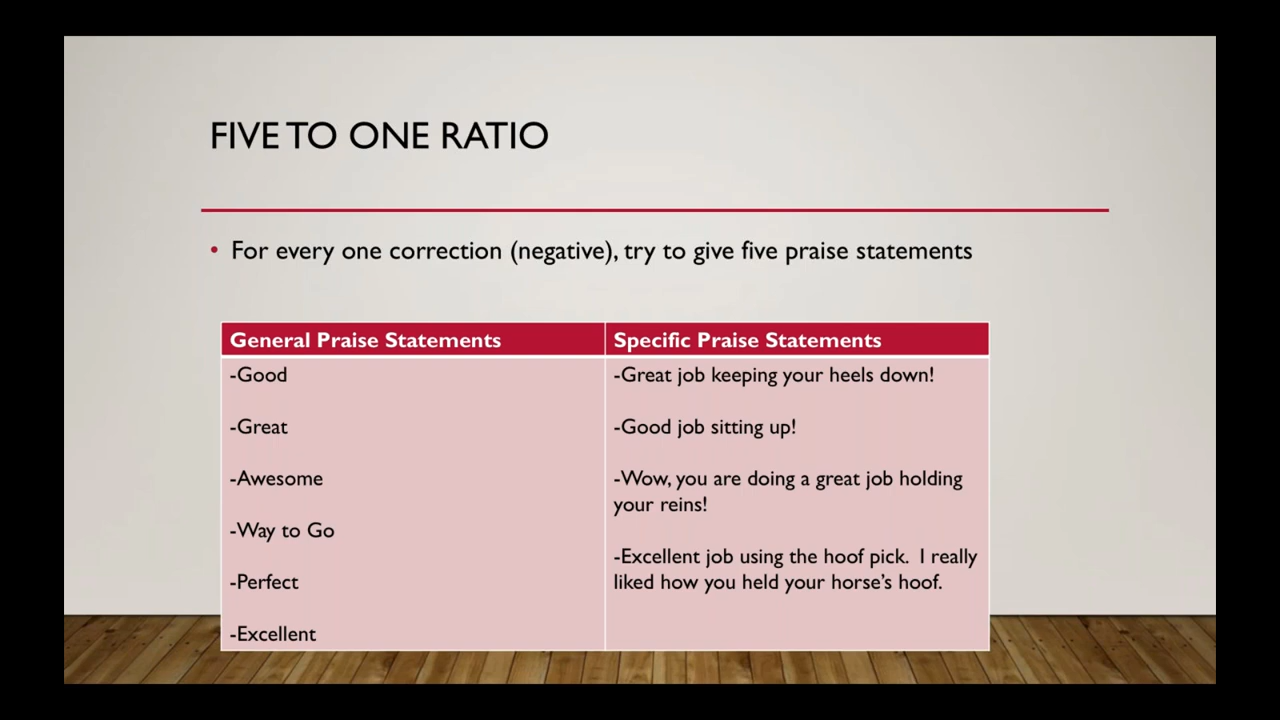 FIVE TO ONE RATIO
• For every one correction (negative), try to give five praise statements
General Praise Statements
-Good
-Great
-Awesome
-Way to Go
-Perfect
-Excellent
Specific Praise Statements
-Great job keeping your heels down!
-Good job sitting up!
-Wow, you are doing a great job holding
your reins!
-Excellent job using the hoof pick.  I really
liked how you held your horse’s hoof.